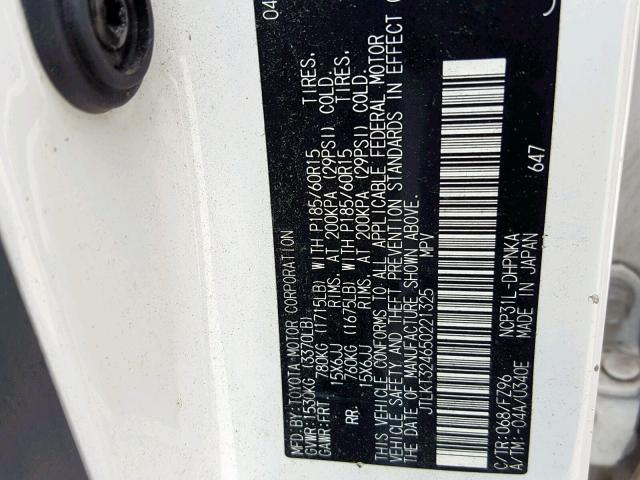 04
MFD. BY: TOYOTA MOTOR CORPORATION
GVWR: 1530KG (3370LB)
GAWR: FRT. 780KG (1715LB) WITH P185/60R15 TIRES,
15X6JJ RIMS, AT 200KPA (29PSI) COLD.
RR. 760KG (1675LB) WITH P185/60R15 TIRES,
15X6JJ RIMS, AT 200KPA (29PSI) COLD.
THIS VEHICLE CONFORMS TO ALL APPLICABLE FEDERAL MOTOR
VEHICLE SAFETY AND THEFT PREVENTION STANDARDS IN EFFECT
THE DATE OF MANUFACTURE SHOWN ABOVE.
JTLKT324650221325 MPV
C/TR: 068/FZ96 NCP31L-DHPNKA 647
A/TM: -04A/U340E MADE IN JAPAN